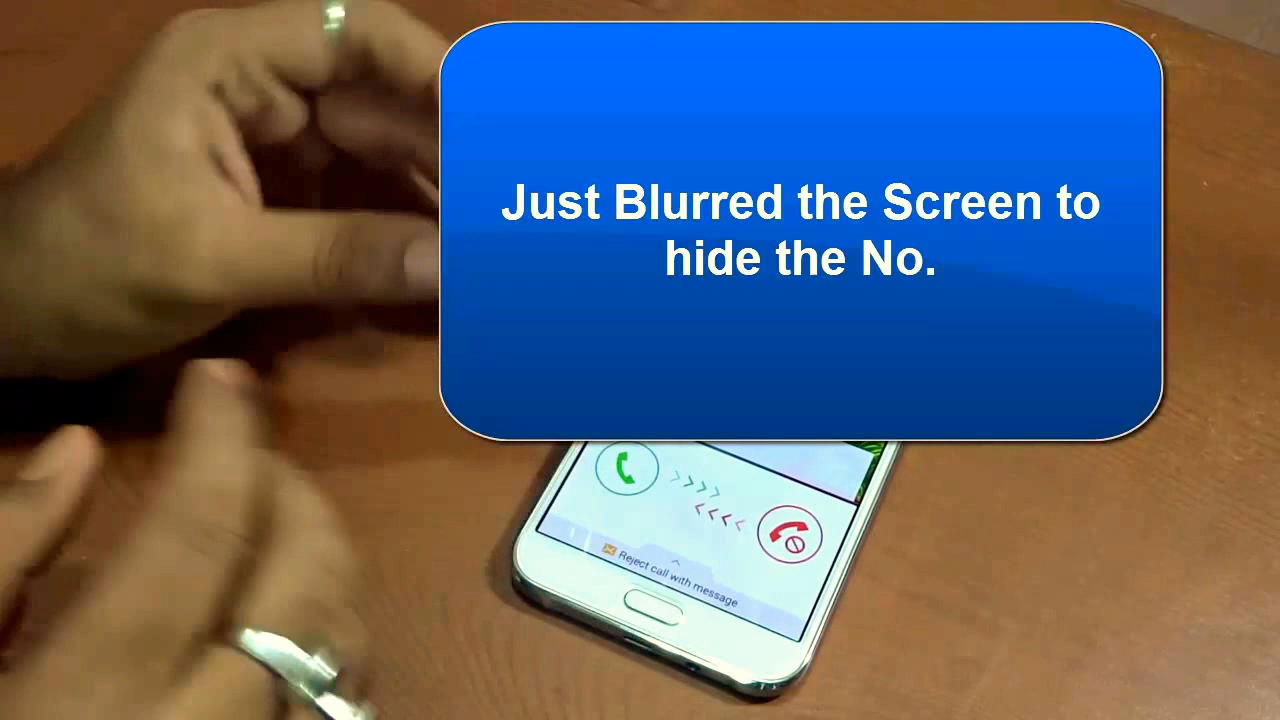 Just Blurred the Screen to
hide the No.
Reject call with message